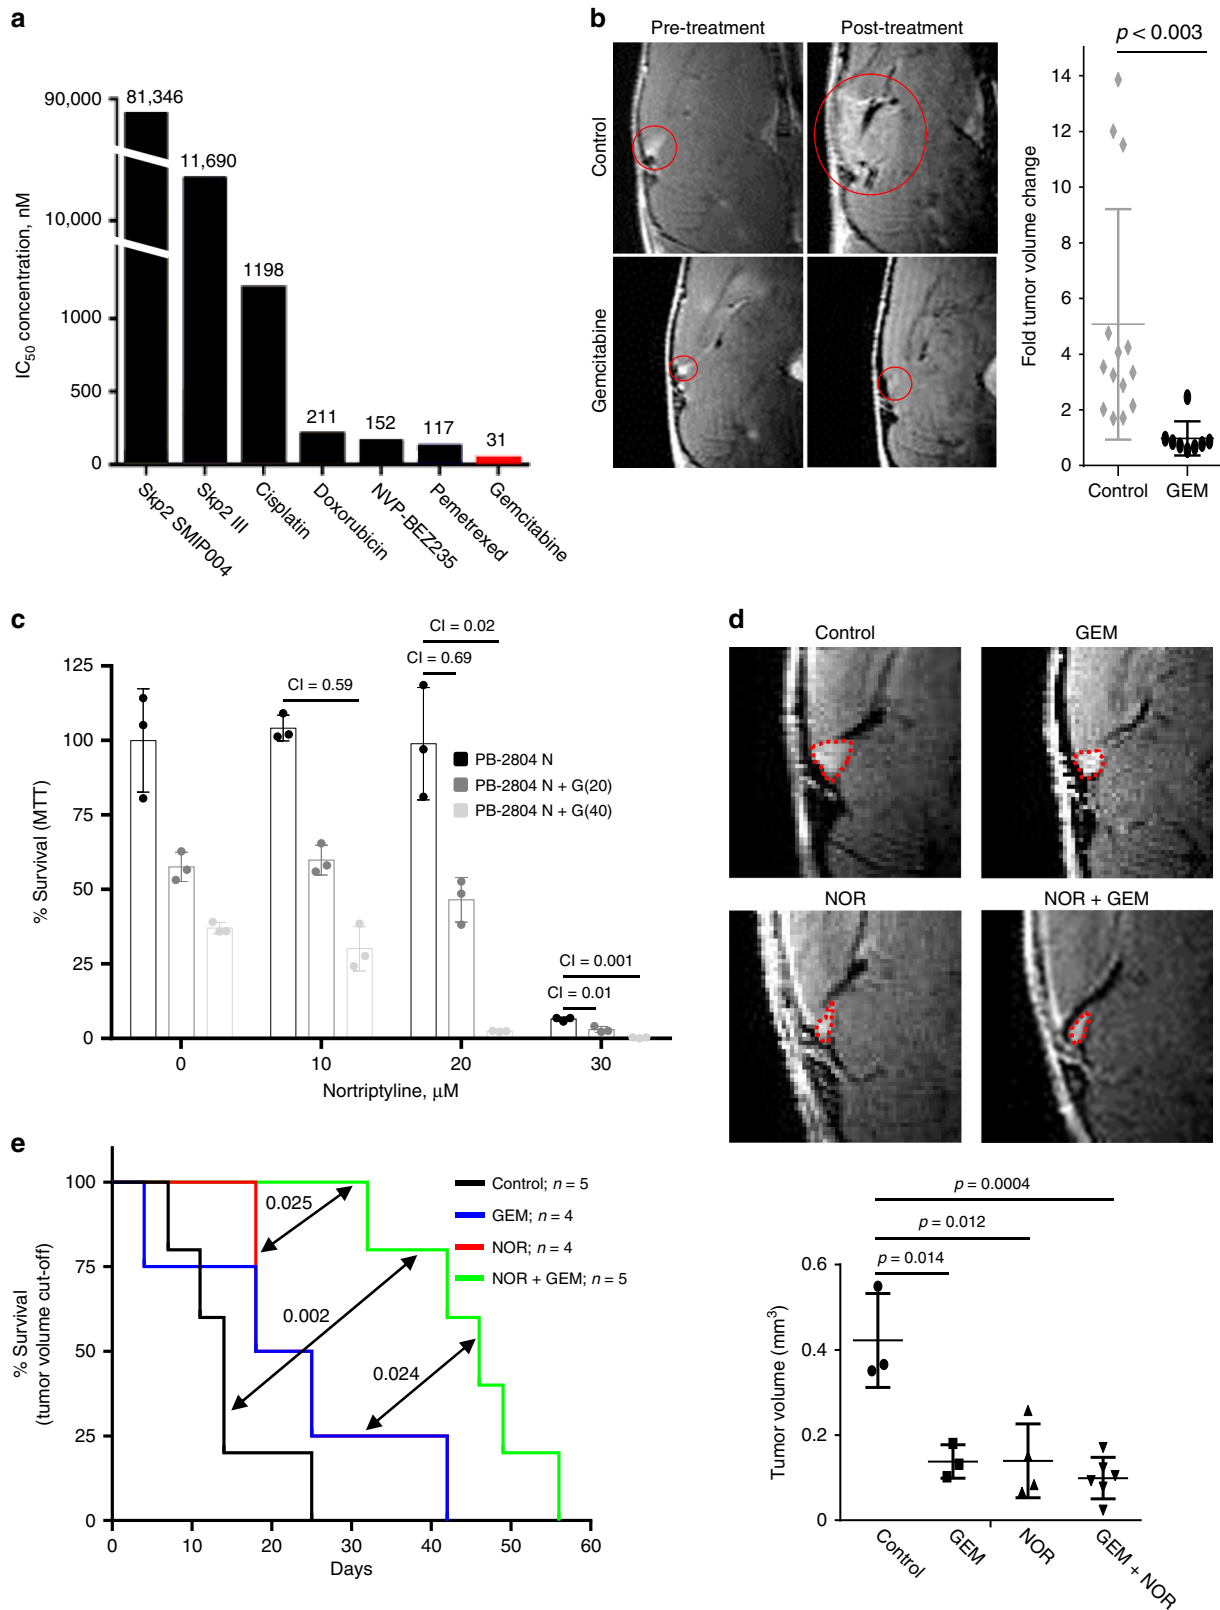 a
90,000
10,000
1000
500
0
IC50 concentration, nM
81,346
11,690
1198
211
152
117
31
Skp2 SMIP004
Skp2 III
Cisplatin
Doxorubicin
NVP-BEZ235
Pemetrexed
Gemcitabine
b
Pre-treatment
Post-treatment
Control
Gemcitabine
p < 0.003
Fold tumor volume change
14
12
10
8
6
4
2
0
Control
GEM
c
% Survival (MTT)
125
100
75
50
25
0
CI = 0.59
CI = 0.02
CI = 0.69
CI = 0.001
CI = 0.01
PB-2804 N
PB-2804 N + G(20)
PB-2804 N + G(40)
0
10
20
30
Nortriptyline, μM
d
Control
GEM
NOR
NOR + GEM
p = 0.0004
p = 0.012
p = 0.014
Tumor volume (mm3)
0.6
0.4
0.2
0
Control
GEM
NOR
GEM + NOR
e
% Survival
(tumor volume cut-off)
100
75
50
25
0
0.025
0.002
0.024
Control; n = 5
GEM; n = 4
NOR; n = 4
NOR + GEM; n = 5
0
10
20
30
40
50
60
Days